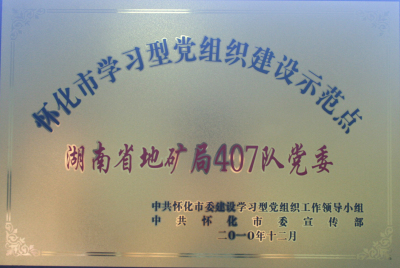 怀化市学习型党组织建设示范点
湖南省地矿局407队党委
中共怀化市委建设学习型党组织工作领导小组
中共怀化市委宣传部
二〇一〇年十二月